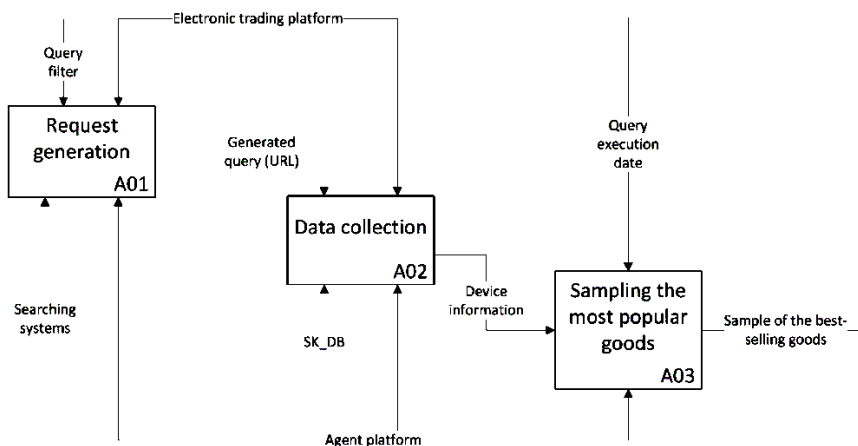 Electronic trading platform
Query
filter
Request
generation
A01
Generated
query (URL)
Query
execution
date
Data collection
A02
Searching
systems
Device
information
SK_DB
Sampling the
most popular
goods
A03
Sample of the best-
selling goods
Agent platform